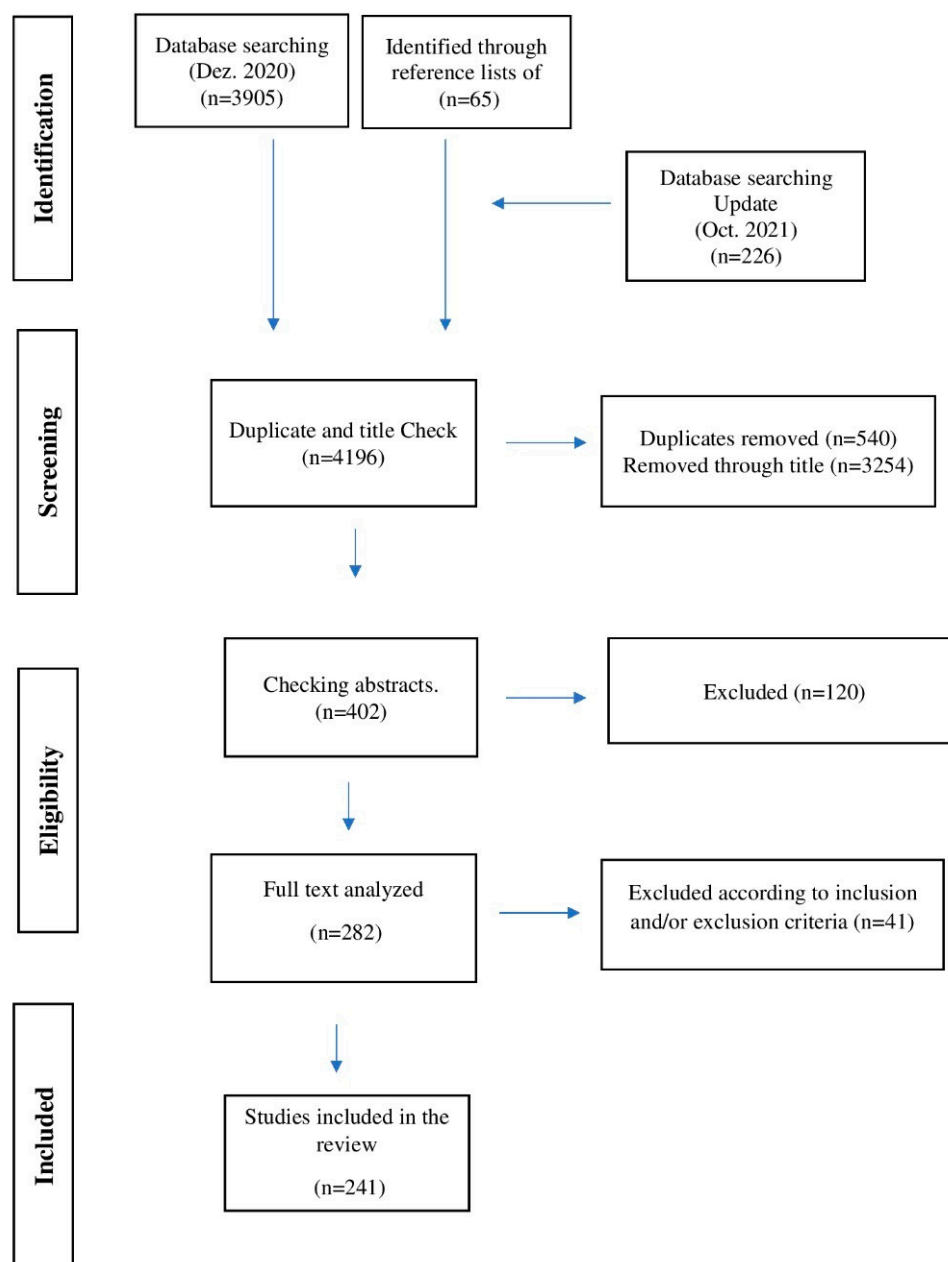 Identification
Database searching
(Dez. 2020)
(n=3905)
Identified through
reference lists of
(n=65)
Database searching
Update
(Oct. 2021)
(n=226)
Screening
Duplicate and title Check
(n=4196)
Duplicates removed (n=540)
Removed through title (n=3254)
Eligibility
Checking abstracts.
(n=402)
Excluded (n=120)
Full text analyzed
(n=282)
Excluded according to inclusion
and/or exclusion criteria (n=41)
Included
Studies included in the
review
(n=241)